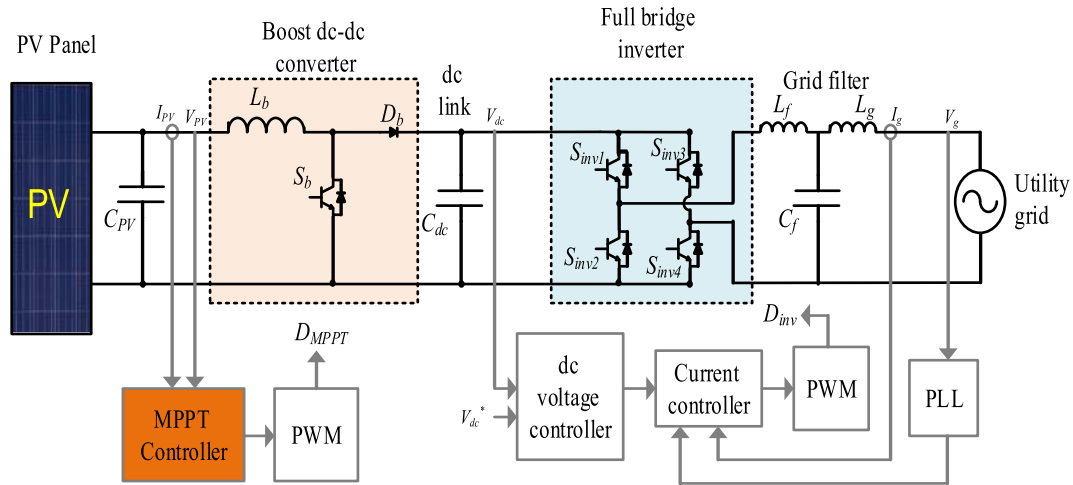 PV Panel
Boost dc-dc
converter
dc
link
Full bridge
inverter
Grid filter
I_PV
V_PV
L_b
D_b
V_dc
L_f
L_g
I_g
V_g
S_b
S_inv1
S_inv3
PV
C_PV
C_dc
S_inv2
S_inv4
C_f
Utility
grid
D_MPPT
D_inv
MPPT
Controller
PWM
V_dc*
dc
voltage
controller
Current
controller
PWM
PLL